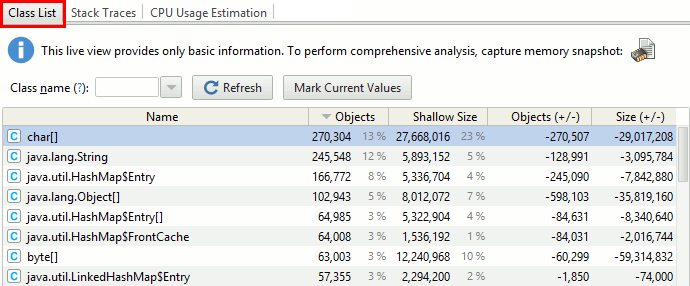 Class List Stack Traces CPU Usage Estimation
i This live view provides only basic information. To perform comprehensive analysis, capture memory snapshot:
Class name (?): Refresh Mark Current Values
Name Objects Shallow Size Objects (+/-) Size (+/-)
C char[] 270,304 13 % 27,668,016 23 % -270,507 -29,017,208
C java.lang.String 245,548 12 % 5,893,152 5 % -128,991 -3,095,784
C java.util.HashMap$Entry 166,772 8 % 5,336,704 4 % -245,090 -7,842,880
C java.lang.Object[] 102,943 5 % 8,012,072 7 % -598,103 -35,819,160
C java.util.HashMap$Entry[] 64,985 3 % 5,322,904 4 % -84,631 -8,340,640
C java.util.HashMap$FrontCache 64,008 3 % 1,536,192 1 % -84,031 -2,016,744
C byte[] 63,003 3 % 12,240,968 10 % -60,299 -59,314,832
C java.util.LinkedHashMap$Entry 57,355 3 % 2,294,200 2 % -1,850 -74,000